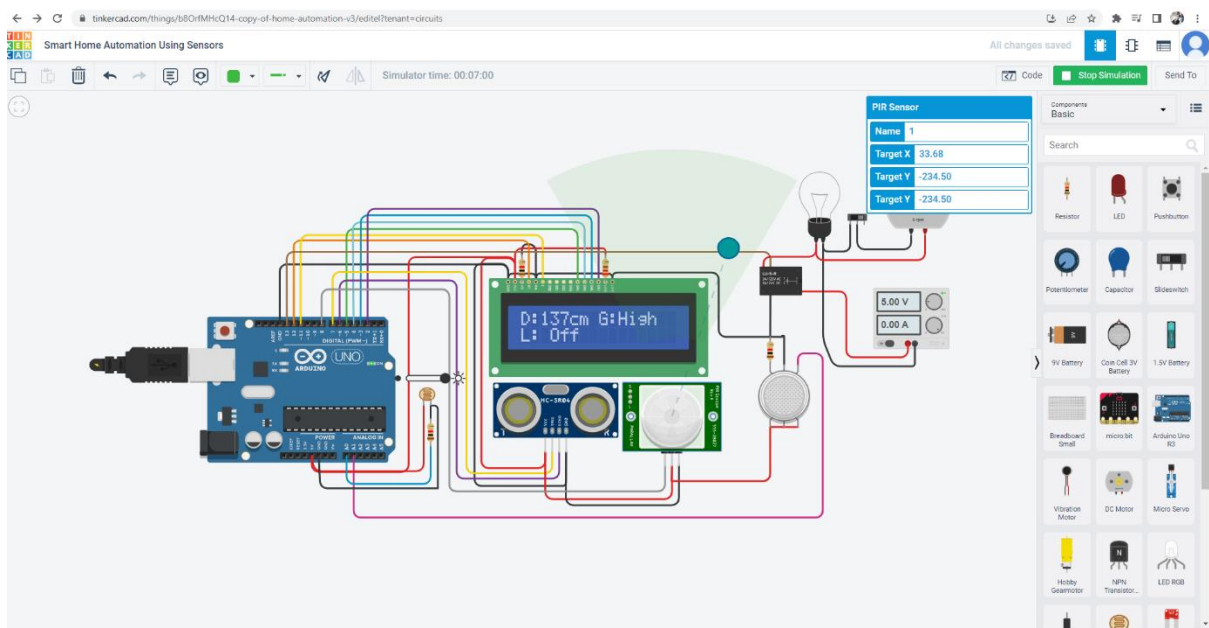 tinkercad.com/things/b8OrfMHcQ14-copy-of-home-automation-v3/editel?tenant=circuits
TIN
KER
CAD
Smart Home Automation Using Sensors
All changes saved
Simulator time: 00:07:00
Code
Stop Simulation
Send To
PIR Sensor
Name 1
Target X 33.68
Target Y -234.50
Target Y -234.50
Components
Basic
Search
Resistor
LED
Pushbutton
Potentiometer
Capacitor
Slideswitch
9V Battery
Coin Cell 3V Battery
1.5V Battery
Breadboard Small
micro:bit
Arduino Uno R3
Vibration Motor
DC Motor
Micro Servo
Hobby Gearmotor
NPN Transistor...
LED RGB
D:137cm G:High
L: Off
5.00 V
0.00 A
DIGITAL (PWM~)
UNO
ARDUINO
POWER
ANALOG IN
HC-SR04